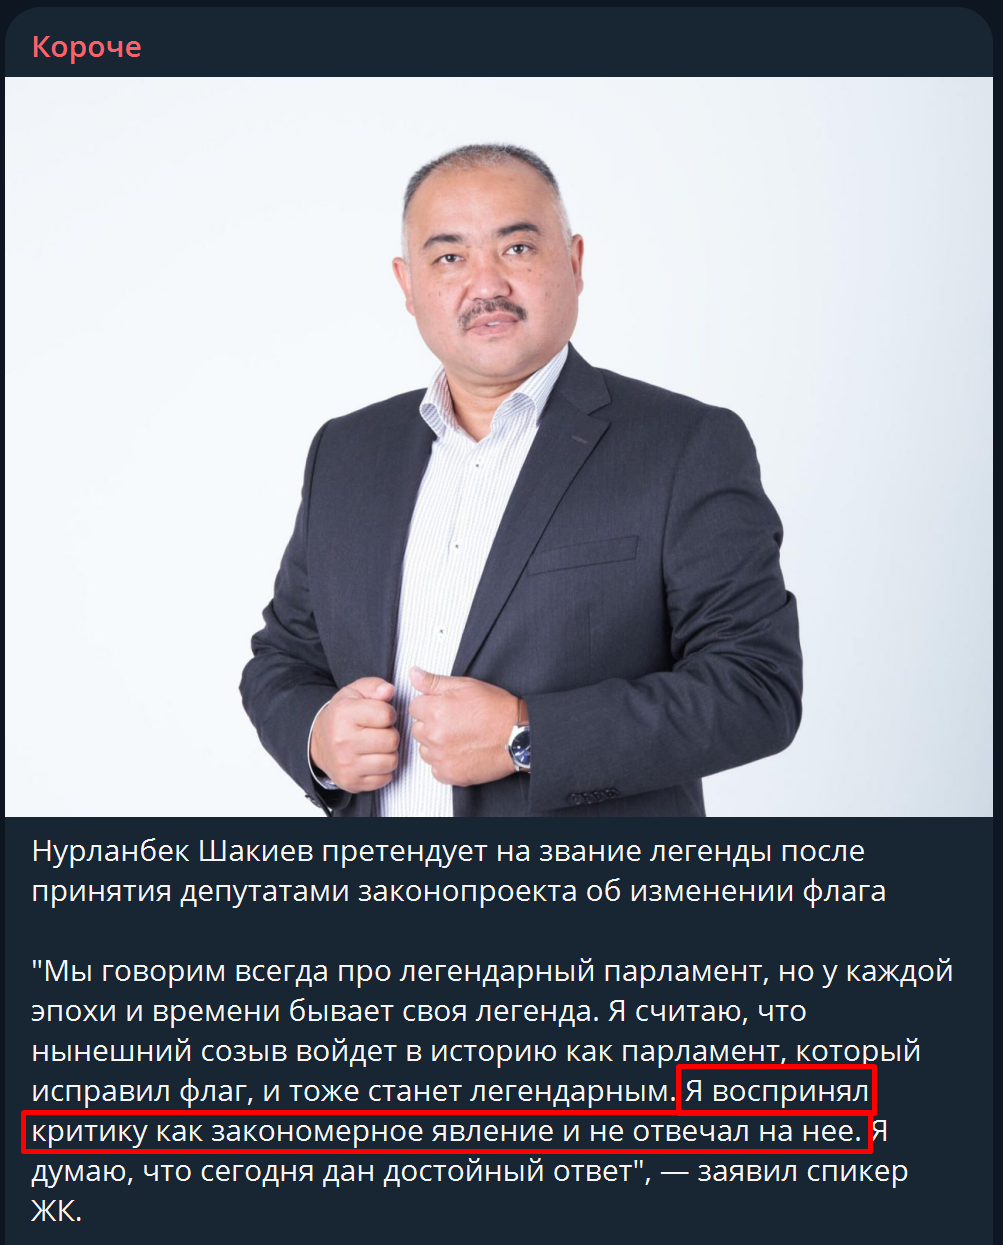 Короче
Нурланбек Шакиев претендует на звание легенды после
принятия депутатами законопроекта об изменении флага
"Мы говорим всегда про легендарный парламент, но у каждой
эпохи и времени бывает своя легенда. Я считаю, что
нынешний созыв войдет в историю как парламент, который
исправил флаг, и тоже станет легендарным. Я воспринял
критику как закономерное явление и не отвечал на нее. Я
думаю, что сегодня дан достойный ответ", — заявил спикер
ЖК.